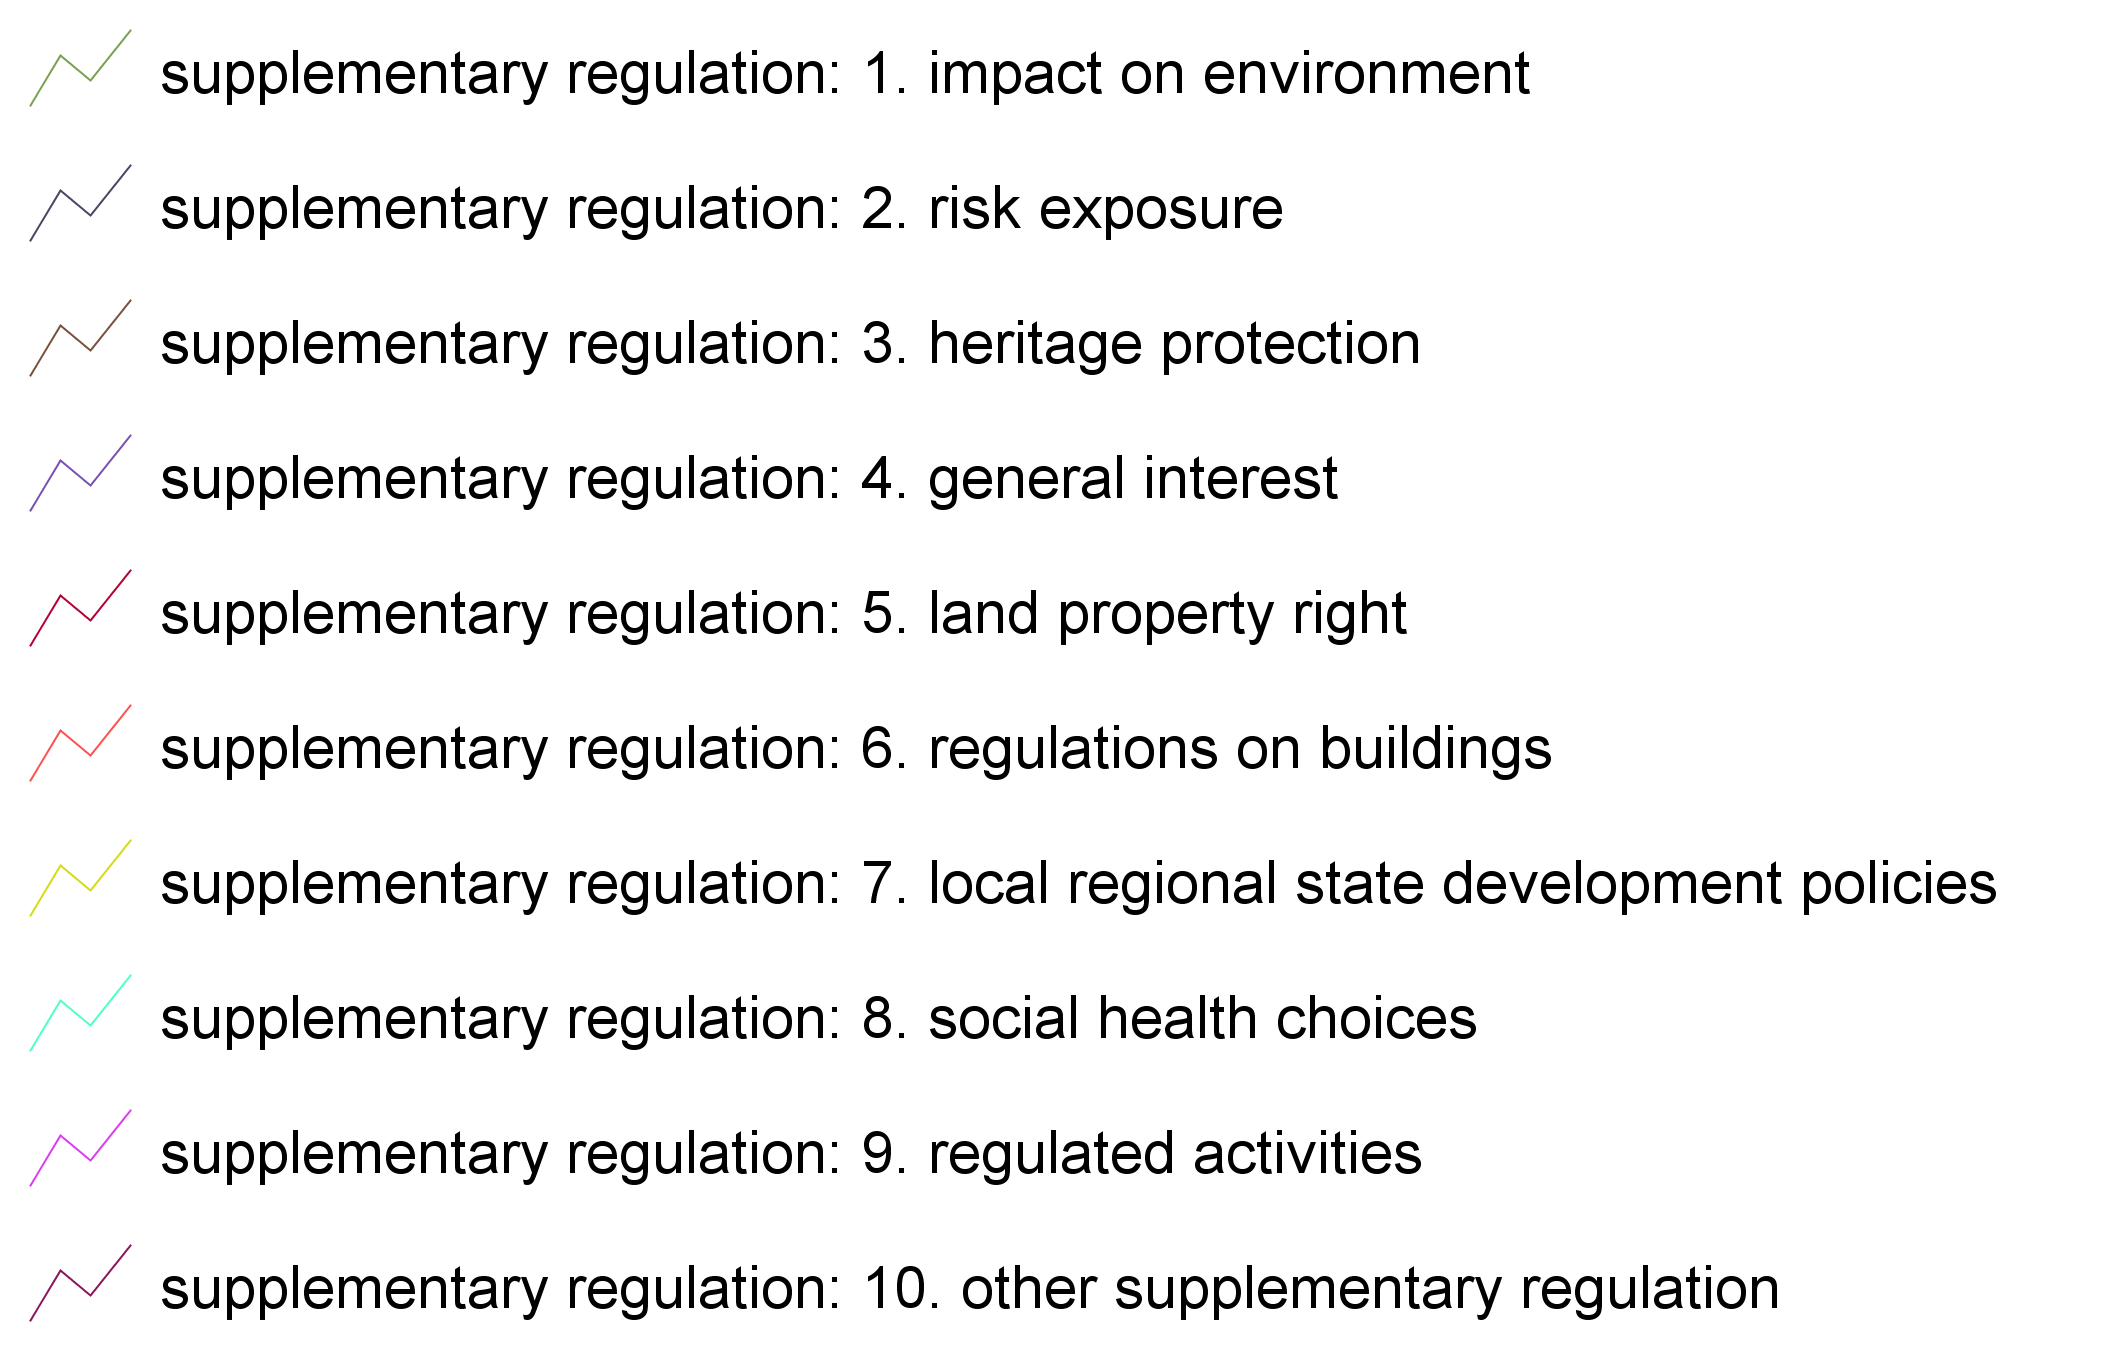 supplementary regulation: 1. impact on environment
supplementary regulation: 2. risk exposure
supplementary regulation: 3. heritage protection
supplementary regulation: 4. general interest
supplementary regulation: 5. land property right
supplementary regulation: 6. regulations on buildings
supplementary regulation: 7. local regional state development policies
supplementary regulation: 8. social health choices
supplementary regulation: 9. regulated activities
supplementary regulation: 10. other supplementary regulation